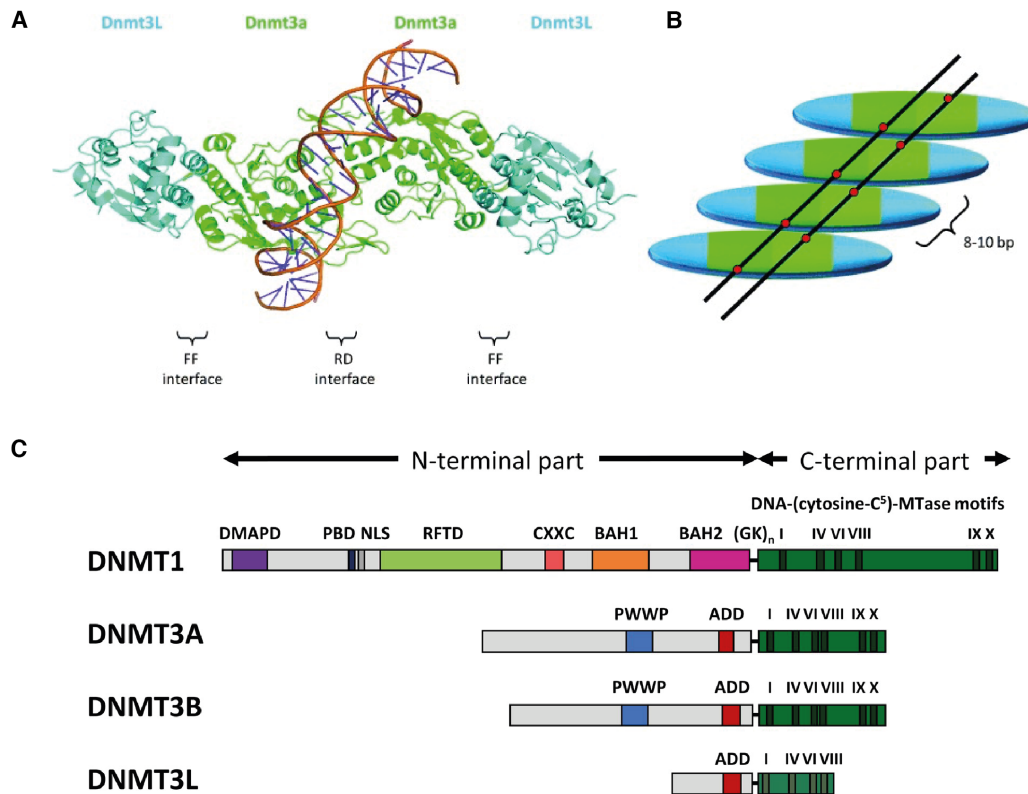 A
Dnmt3L Dnmt3a Dnmt3a Dnmt3L
FF
interface
RD
interface
FF
interface
B
8-10 bp
C
N-terminal part C-terminal part
DNA-(cytosine-C⁵)-MTase motifs
DMAPD PBD NLS RFTD CXXC BAH1 BAH2 (GK)n I IV VI VIII IX X
DNMT1
PWWP ADD I IV VI VIII IX X
DNMT3A
PWWP ADD I IV VI VIII IX X
DNMT3B
ADD I IV VI VIII
DNMT3L